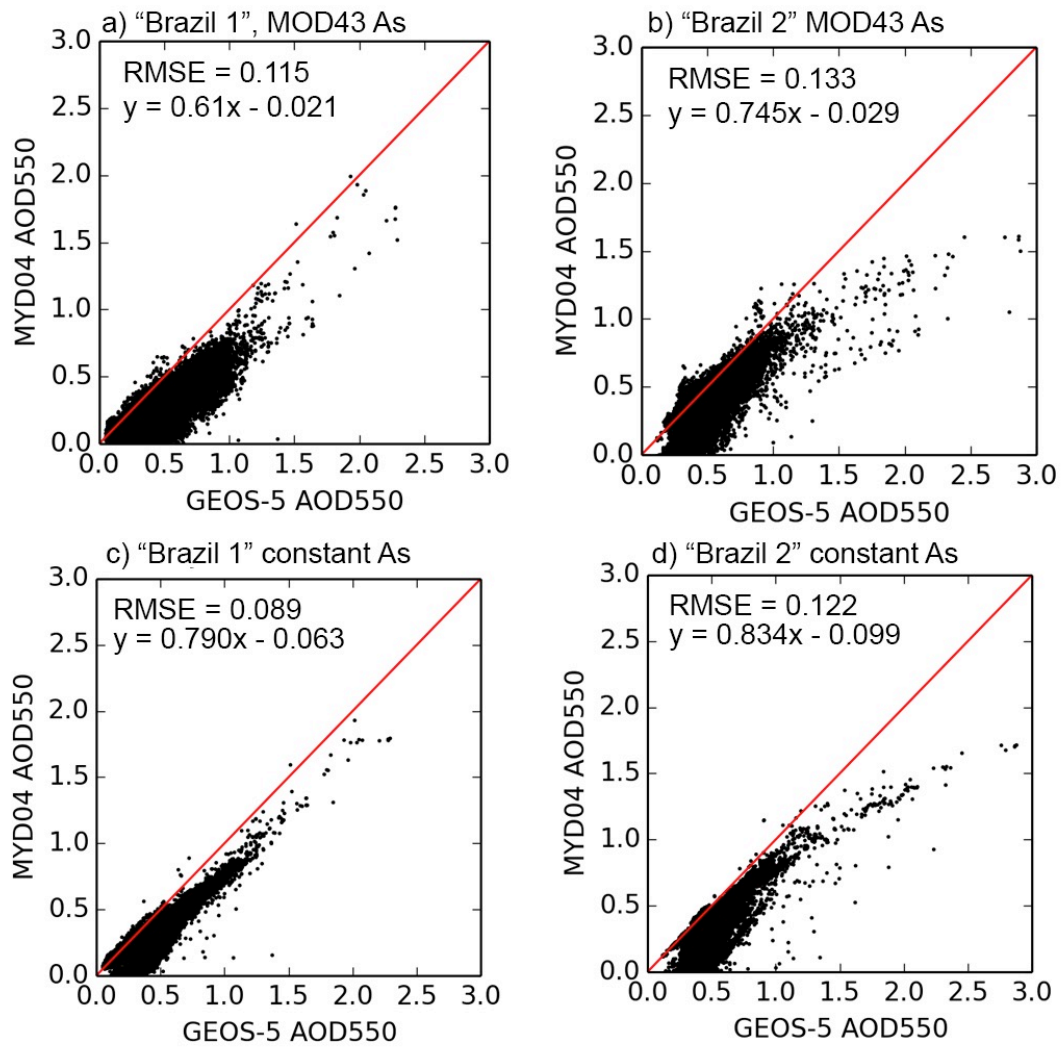 a) “Brazil 1”, MOD43 As
3.0
2.5
2.0
1.5
1.0
0.5
0.0
MYD04 AOD550
RMSE = 0.115
y = 0.61x - 0.021
0.0 0.5 1.0 1.5 2.0 2.5 3.0
GEOS-5 AOD550
b) “Brazil 2” MOD43 As
3.0
2.5
2.0
1.5
1.0
0.5
0.0
MYD04 AOD550
RMSE = 0.133
y = 0.745x - 0.029
0.0 0.5 1.0 1.5 2.0 2.5 3.0
GEOS-5 AOD550
c) “Brazil 1” constant As
3.0
2.5
2.0
1.5
1.0
0.5
0.0
MYD04 AOD550
RMSE = 0.089
y = 0.790x - 0.063
0.0 0.5 1.0 1.5 2.0 2.5 3.0
GEOS-5 AOD550
d) “Brazil 2” constant As
3.0
2.5
2.0
1.5
1.0
0.5
0.0
MYD04 AOD550
RMSE = 0.122
y = 0.834x - 0.099
0.0 0.5 1.0 1.5 2.0 2.5 3.0
GEOS-5 AOD550